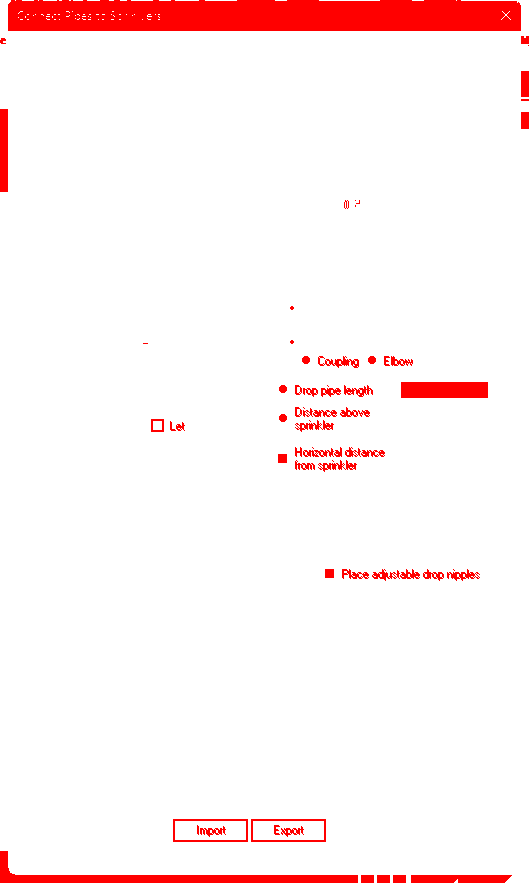 Connect Pipes to Sprinklers
Coupling Elbow
Drop pipe length
Distance above
sprinkler
Let
Horizontal distance
from sprinkler
Place adjustable drop nipples
Import Export